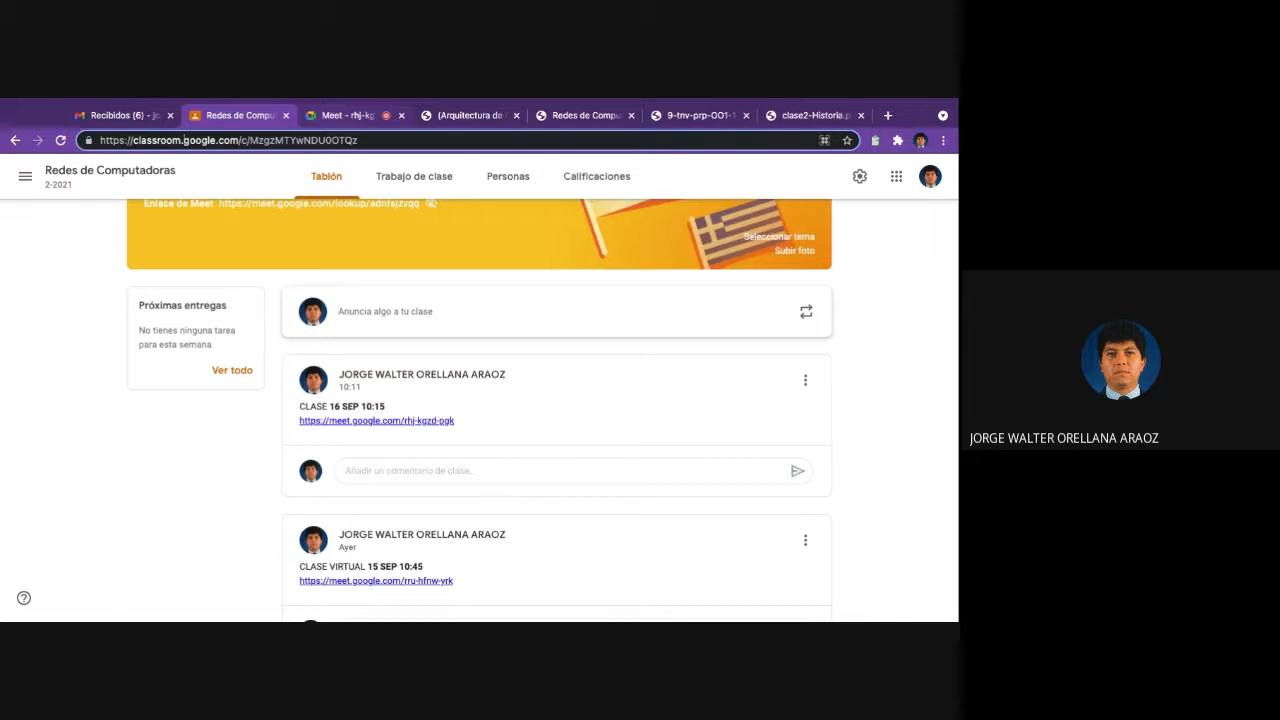 Recibidos (6) - jo
Redes de Compu
Meet - rhj-kg
(Arquitectura de
Redes de Compu
9-tnv-prp-001-1
clase2-Historia.p
https://classroom.google.com/c/MzgzMTYwNDU0OTQz
Redes de Computadoras
2-2021
Tablón
Trabajo de clase
Personas
Calificaciones
Enlace de Meet https://meet.google.com/lookup/adnfsjzvqq
Seleccionar tema
Subir foto
Próximas entregas
No tienes ninguna tarea
para esta semana
Ver todo
Anuncia algo a tu clase
JORGE WALTER ORELLANA ARAOZ
10:11
CLASE 16 SEP 10:15
https://meet.google.com/rhj-kgzd-pgk
Añadir un comentario de clase...
JORGE WALTER ORELLANA ARAOZ
Ayer
CLASE VIRTUAL 15 SEP 10:45
https://meet.google.com/rru-hfnw-yrk
JORGE WALTER ORELLANA ARAOZ